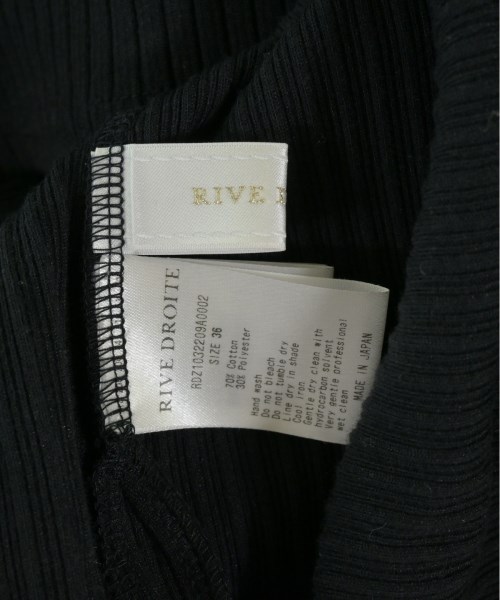 RIVE D
RIVE DROITE
RDZ1032209A0002
SIZE 36
70% Cotton
30% Polyester
Hand wash
Do not bleach
Do not tumble dry
Line dry in shade
Cool iron
Gentle dry clean with
hydrocarbon solvent
Very gentle professional
wet clean
MADE IN JAPAN